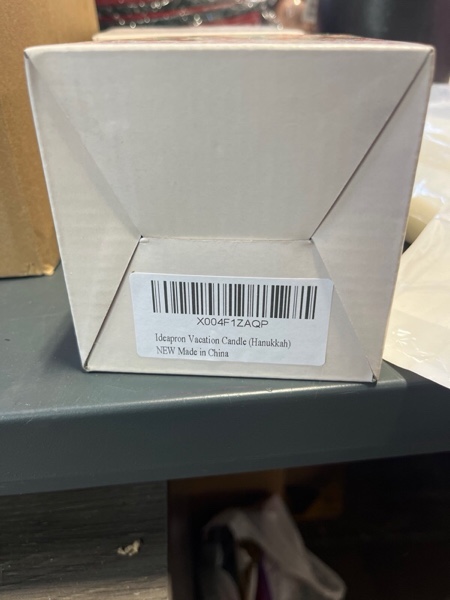 X004F1ZAQP
Ideapron Vacation Candle (Hanukkah)
NEW Made in China